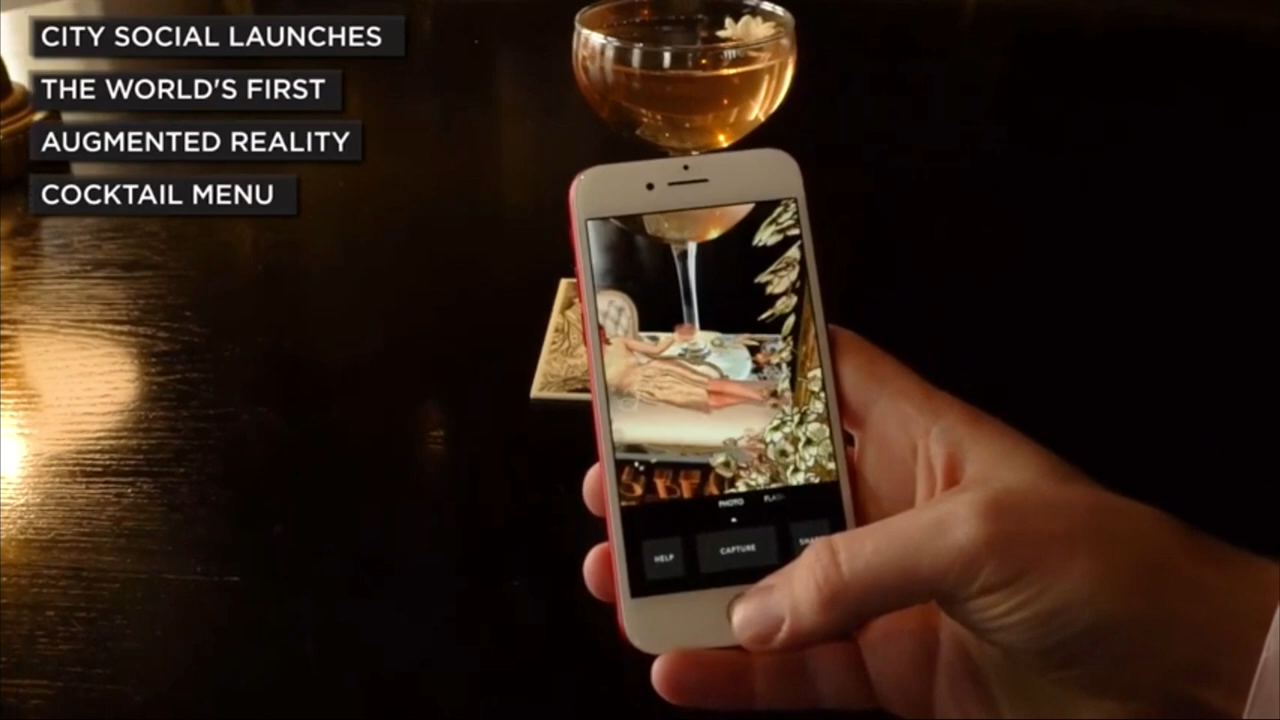 CITY SOCIAL LAUNCHES
THE WORLD'S FIRST
AUGMENTED REALITY
COCKTAIL MENU
PHOTO
HELP
CAPTURE